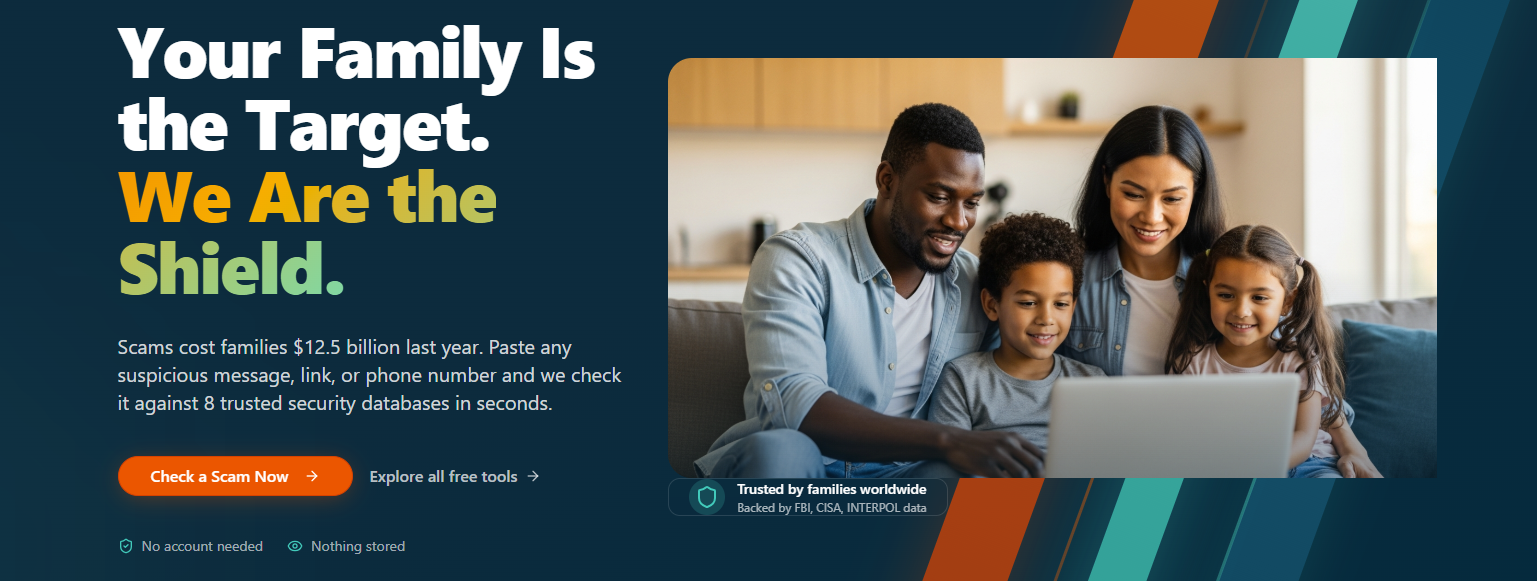 Your Family Is
the Target.
We Are the
Shield.
Scams cost families $12.5 billion last year. Paste any
suspicious message, link, or phone number and we check
it against 8 trusted security databases in seconds.
Check a Scam Now →
Explore all free tools →
No account needed
Nothing stored
Trusted by families worldwide
Backed by FBI, CISA, INTERPOL data